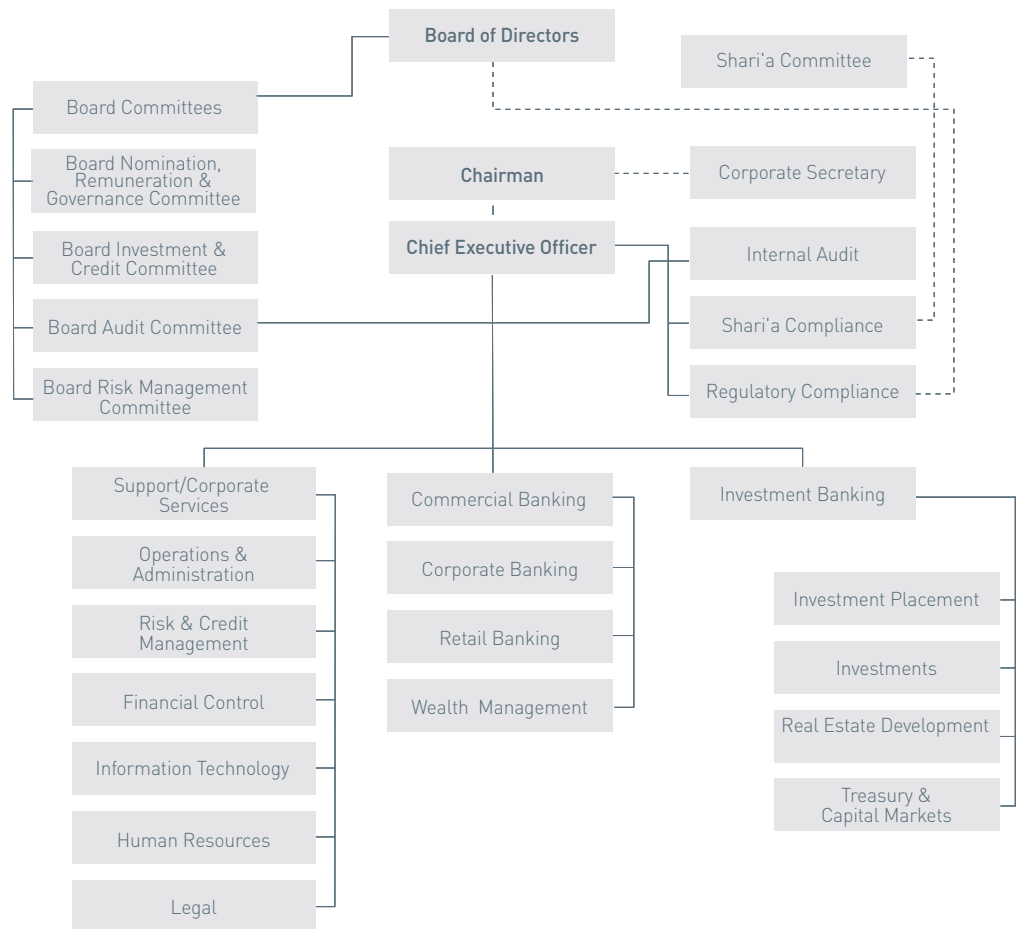 Board of Directors
Shari'a Committee
Board Committees
Board Nomination,
Remuneration &
Governance Committee
Board Investment &
Credit Committee
Board Audit Committee
Board Risk Management
Committee
Chairman
Corporate Secretary
Chief Executive Officer
Internal Audit
Shari'a Compliance
Regulatory Compliance
Support/Corporate
Services
Operations &
Administration
Risk & Credit
Management
Financial Control
Information Technology
Human Resources
Legal
Commercial Banking
Corporate Banking
Retail Banking
Wealth Management
Investment Banking
Investment Placement
Investments
Real Estate Development
Treasury &
Capital Markets